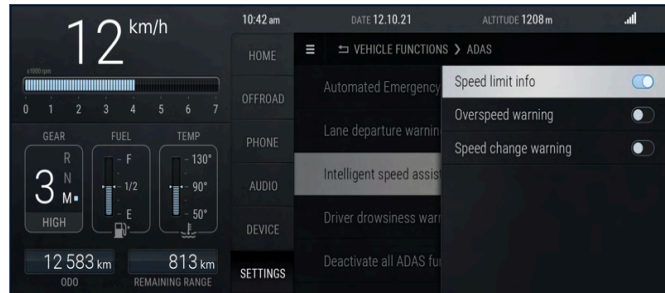 12 km/h
x1000 rpm
0 1 2 3 4 5 6 7
GEAR
R
3 N
M
HIGH
FUEL
F
1/2
E
TEMP
130°
90°
50°
12 583 km
ODO
813 km
REMAINING RANGE
10:42 am
DATE 12.10.21
ALTITUDE 1208 m
HOME
OFFROAD
PHONE
AUDIO
DEVICE
SETTINGS
VEHICLE FUNCTIONS > ADAS
Automated Emergency
Lane departure warnin
Intelligent speed assist
Driver drowsiness warn
Deactivate all ADAS fu
Speed limit info
Overspeed warning
Speed change warning